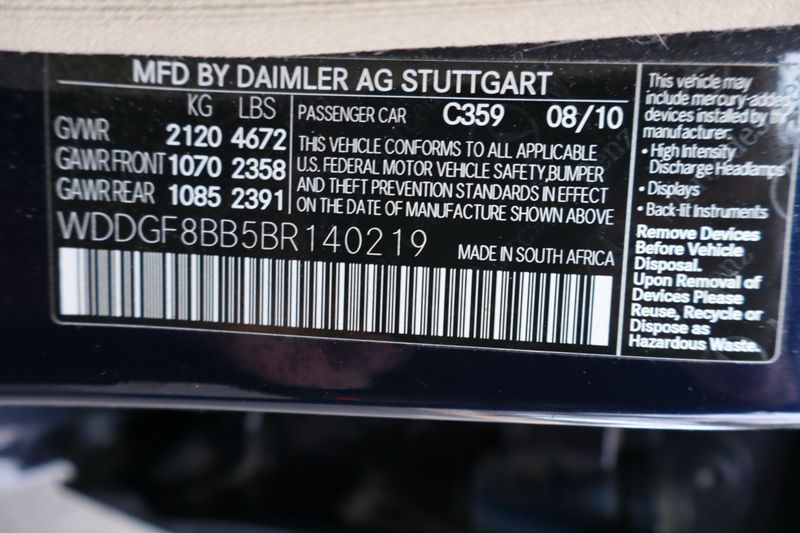 MFD BY DAIMLER AG STUTTGART
KG LBS
GVWR 2120 4672
GAWR FRONT 1070 2358
GAWR REAR 1085 2391
PASSENGER CAR C359 08/10
THIS VEHICLE CONFORMS TO ALL APPLICABLE
U.S. FEDERAL MOTOR VEHICLE SAFETY,BUMPER
AND THEFT PREVENTION STANDARDS IN EFFECT
ON THE DATE OF MANUFACTURE SHOWN ABOVE
WDDGF8BB5BR140219
MADE IN SOUTH AFRICA
This vehicle may
include mercury-added
devices installed by the
manufacturer:
• High Intensity
Discharge Headlamps
• Displays
• Back-lit Instruments
Remove Devices
Before Vehicle
Disposal.
Upon Removal of
Devices Please
Reuse, Recycle or
Dispose as
Hazardous Waste.